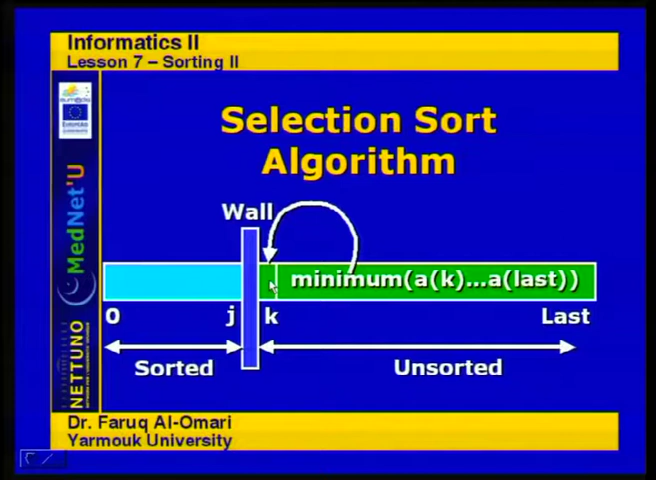 Informatics II
Lesson 7 – Sorting II
Selection Sort
Algorithm
MedNet'U
NETTUNO
Wall
minimum(a(k)...a(last))
0
j
k
Last
Sorted
Unsorted
Dr. Faruq Al-Omari
Yarmouk University